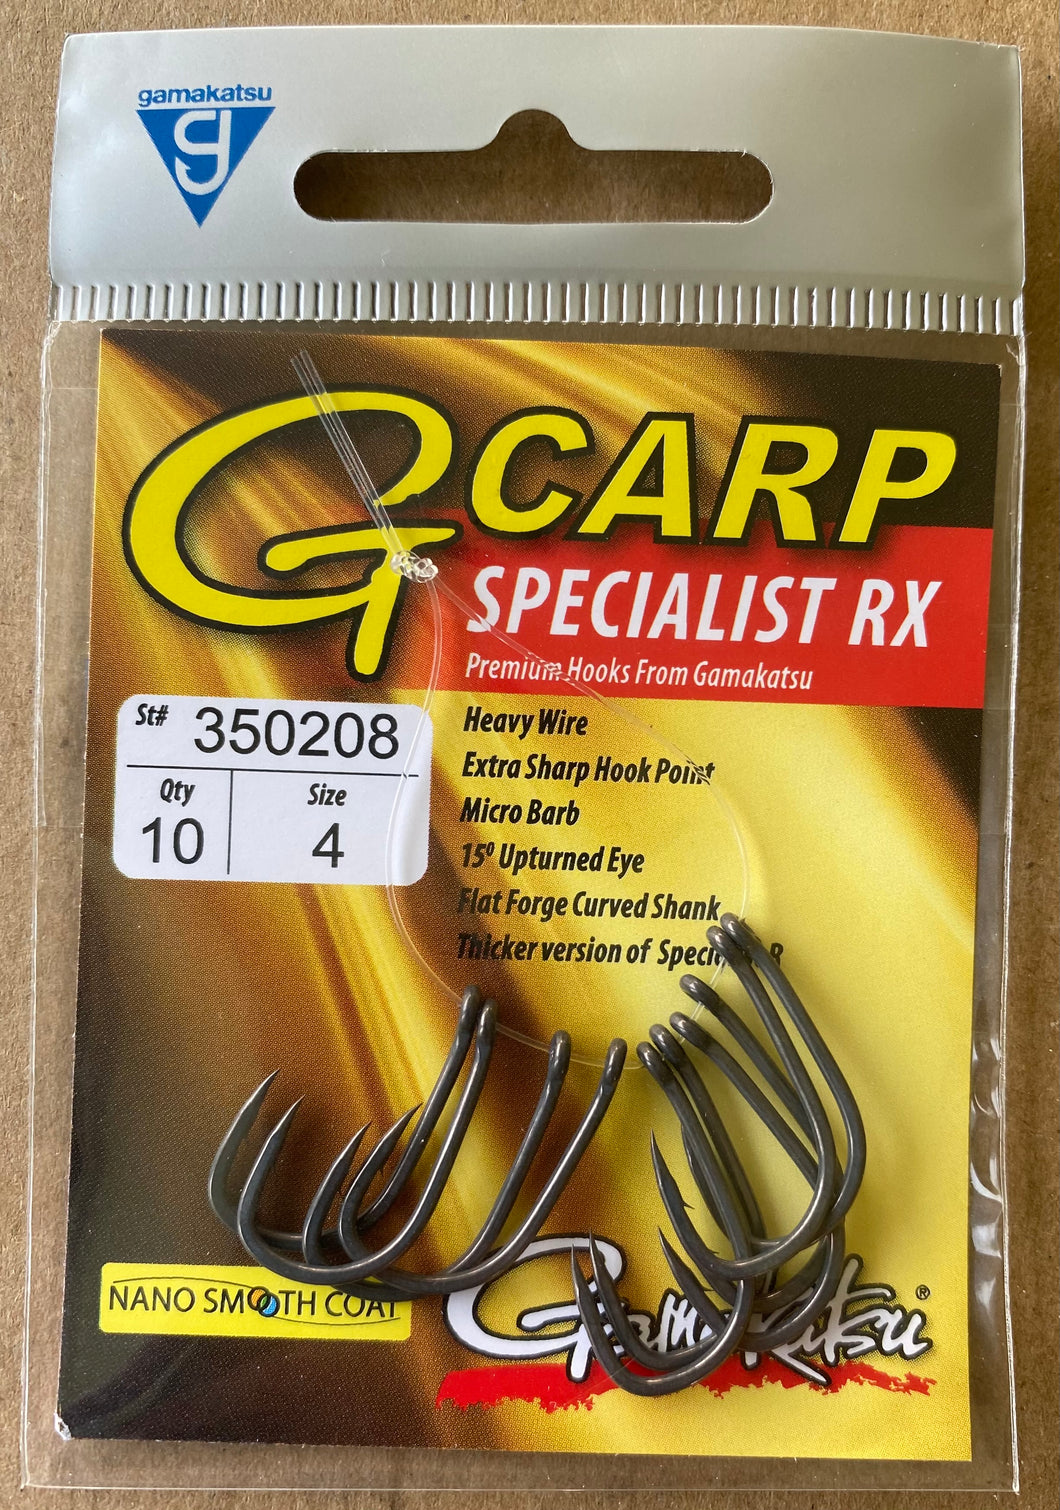 gamakatsu
G CARP
SPECIALIST RX
Premium Hooks From Gamakatsu
St# 350208
Qty Size
10 4
Heavy Wire
Extra Sharp Hook Point
Micro Barb
15º Upturned Eye
Flat Forge Curved Shank
Thicker version of
NANO SMOOTH COAT
Gamakatsu®